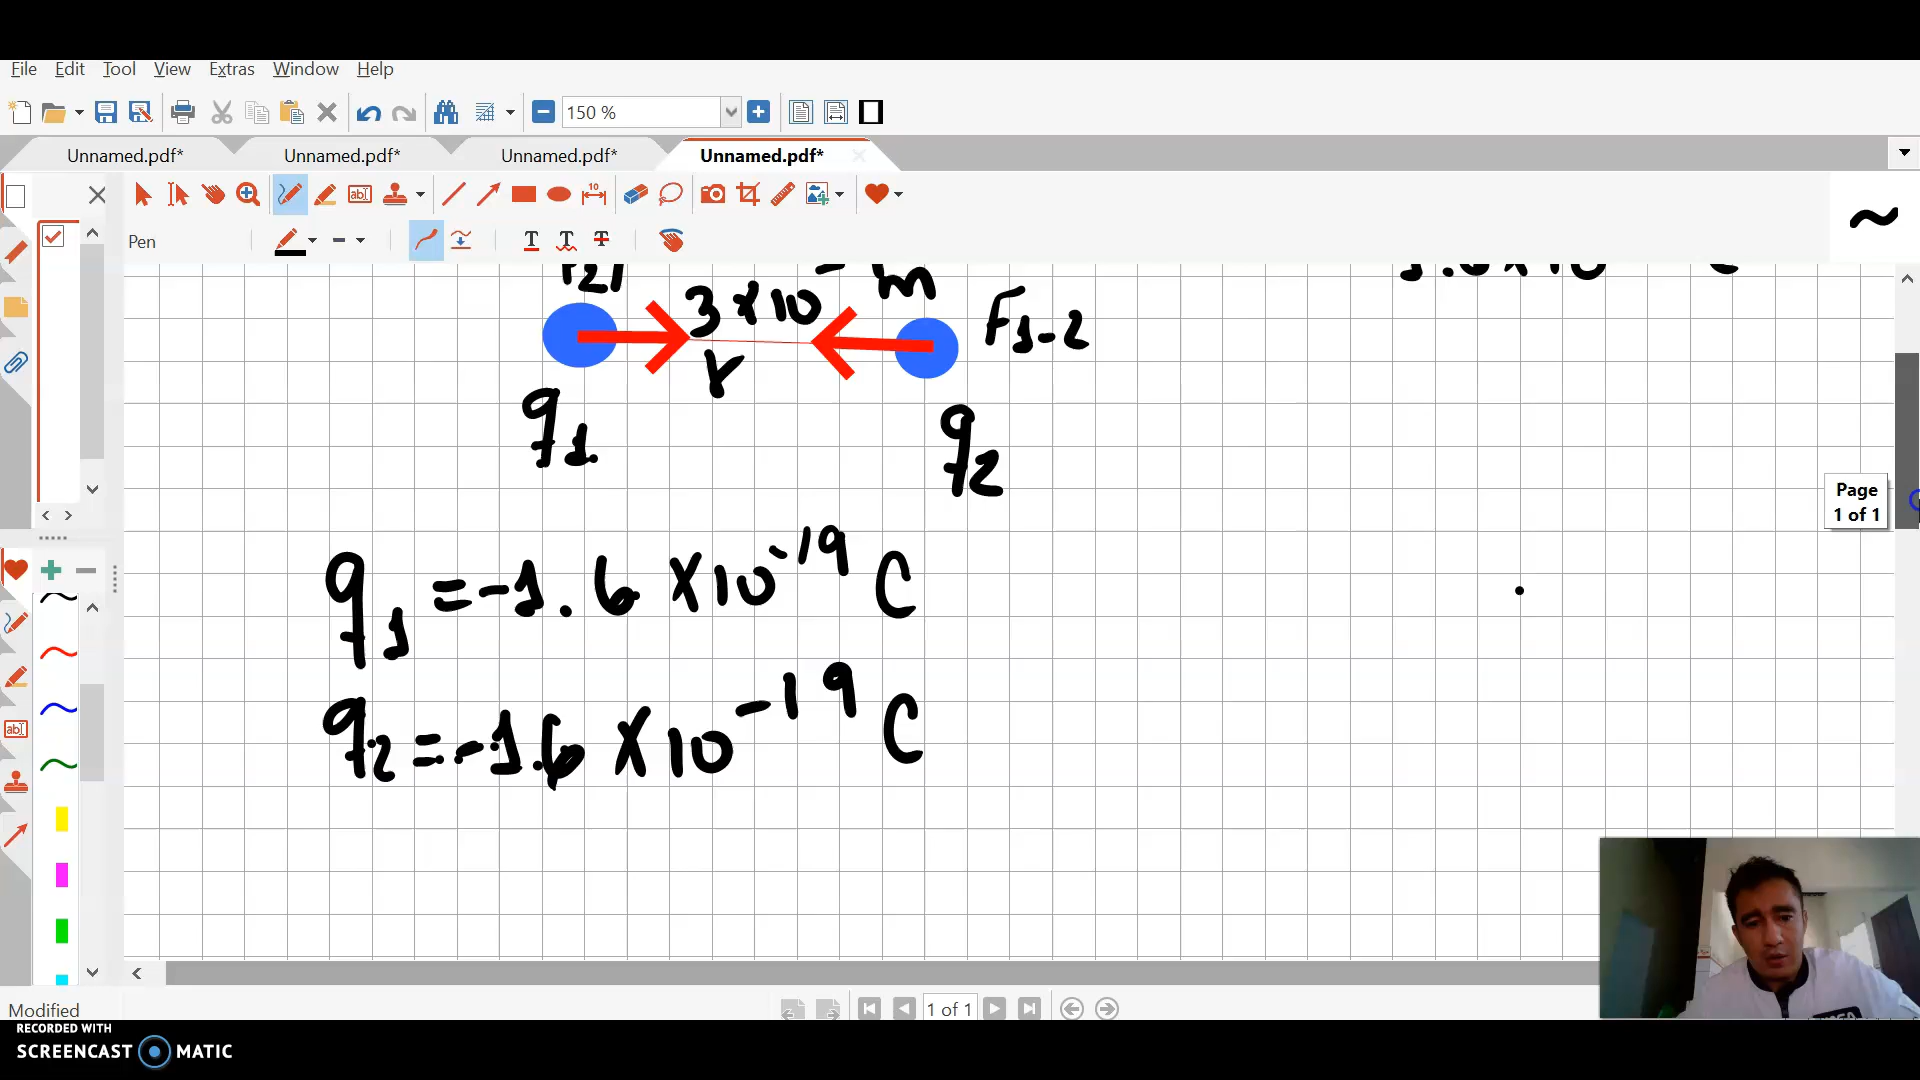 File Edit Tool View Extras Window Help
150 %
Unnamed.pdf* Unnamed.pdf* Unnamed.pdf* Unnamed.pdf*
Pen
3 x 10 m
F1-2
r
q1
q2
q1 = -1.6 x 10^-19 C
q2 = -1.6 x 10^-19 C
Page
1 of 1
1 of 1
Modified
RECORDED WITH
SCREENCAST MATIC